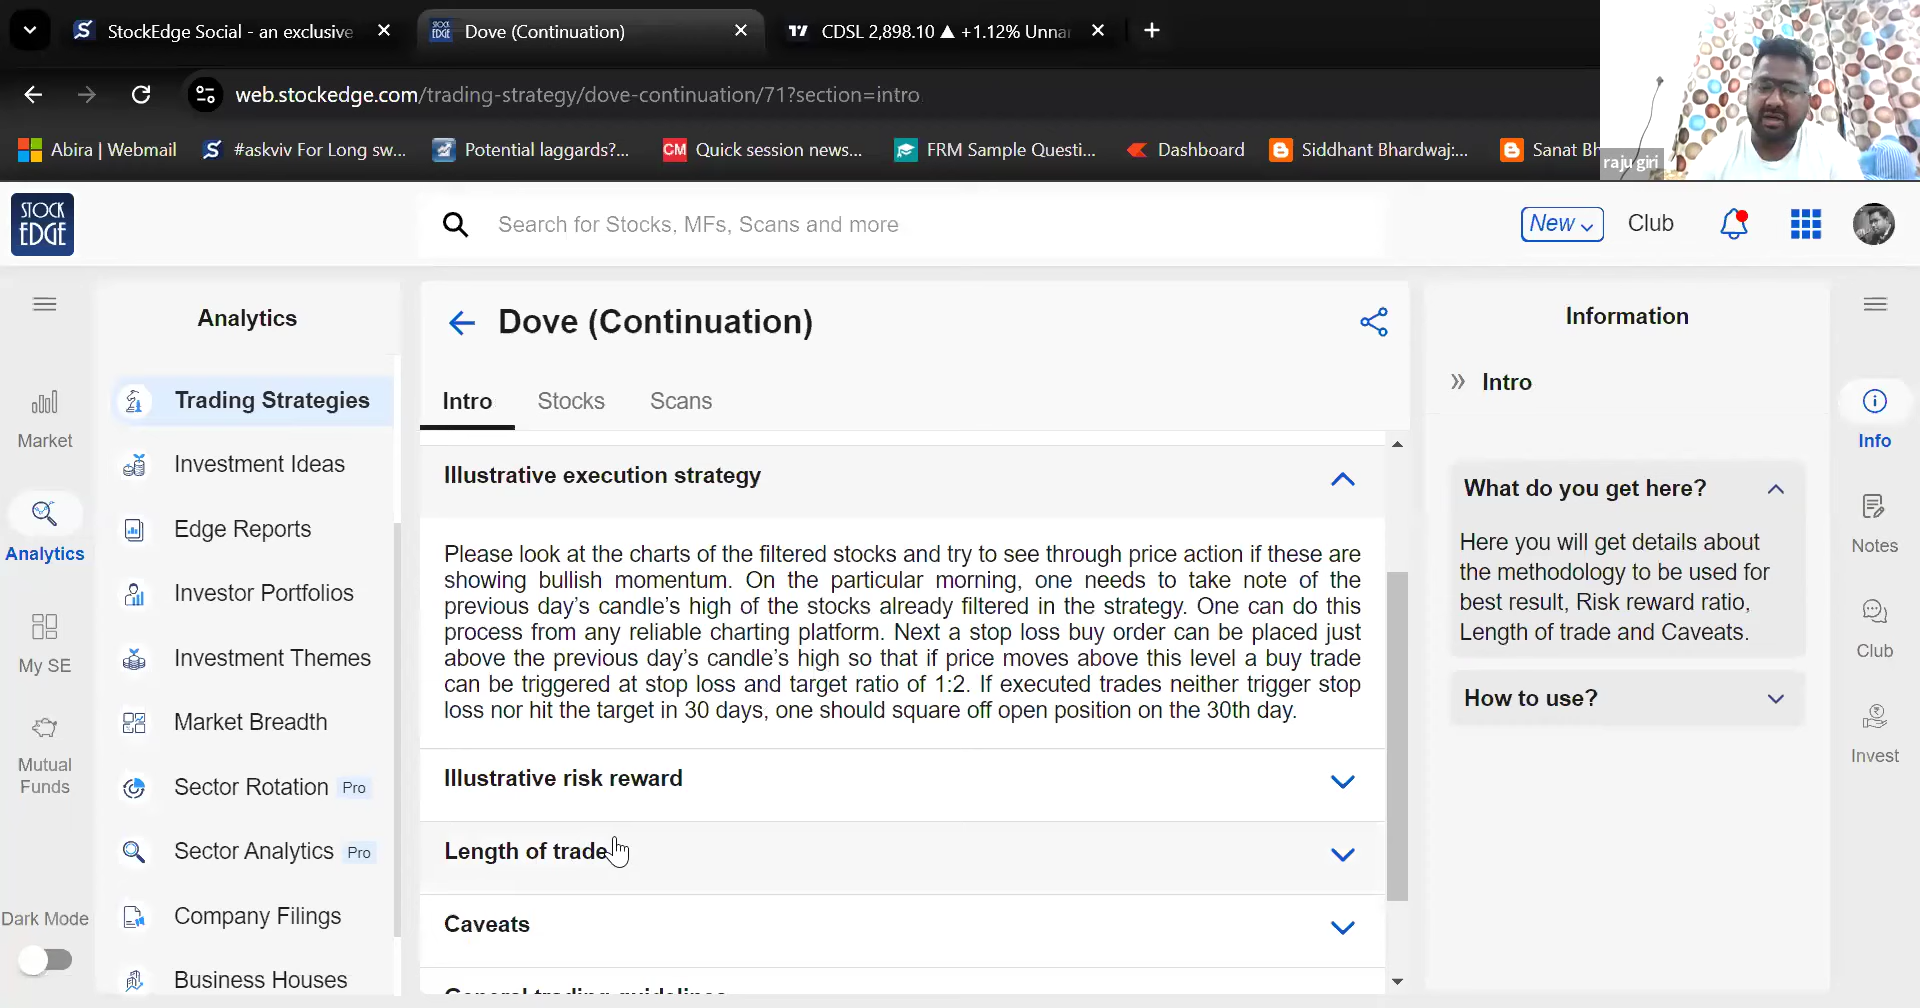 StockEdge Social - an exclusive
Dove (Continuation)
CDSL 2,898.10 ▲ +1.12% Unna
web.stockedge.com/trading-strategy/dove-continuation/71?section=intro
Abira | Webmail
#askviv For Long sw...
Potential laggards?...
CM Quick session news...
FRM Sample Questi...
Dashboard
Siddhant Bhardwaj:...
Sanat Bh
raju giri
STOCK
EDGE
Search for Stocks, MFs, Scans and more
New
Club
Market
Analytics
My SE
Mutual
Funds
Dark Mode
Analytics
Trading Strategies
Investment Ideas
Edge Reports
Investor Portfolios
Investment Themes
Market Breadth
Sector Rotation Pro
Sector Analytics Pro
Company Filings
Business Houses
Dove (Continuation)
Intro
Stocks
Scans
Illustrative execution strategy
Please look at the charts of the filtered stocks and try to see through price action if these are
showing bullish momentum. On the particular morning, one needs to take note of the
previous day's candle's high of the stocks already filtered in the strategy. One can do this
process from any reliable charting platform. Next a stop loss buy order can be placed just
above the previous day's candle's high so that if price moves above this level a buy trade
can be triggered at stop loss and target ratio of 1:2. If executed trades neither trigger stop
loss nor hit the target in 30 days, one should square off open position on the 30th day.
Illustrative risk reward
Length of trade
Caveats
General trading guidelines
Information
Intro
What do you get here?
Here you will get details about
the methodology to be used for
best result, Risk reward ratio,
Length of trade and Caveats.
How to use?
Info
Notes
Club
Invest